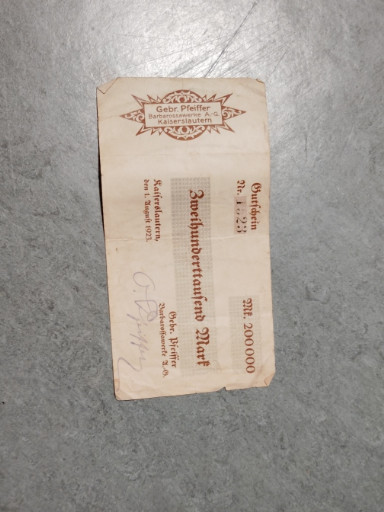 Gebr. Pfeiffer
Barbarossawerke A.-G.
Kaiserslautern
Gutschein
Nr.
Mk. 200000
Zweihunderttausend Mark
Kaiserslautern,
den 1. August 1923.
Gebr. Pfeiffer
Barbarossawerke A.-G.